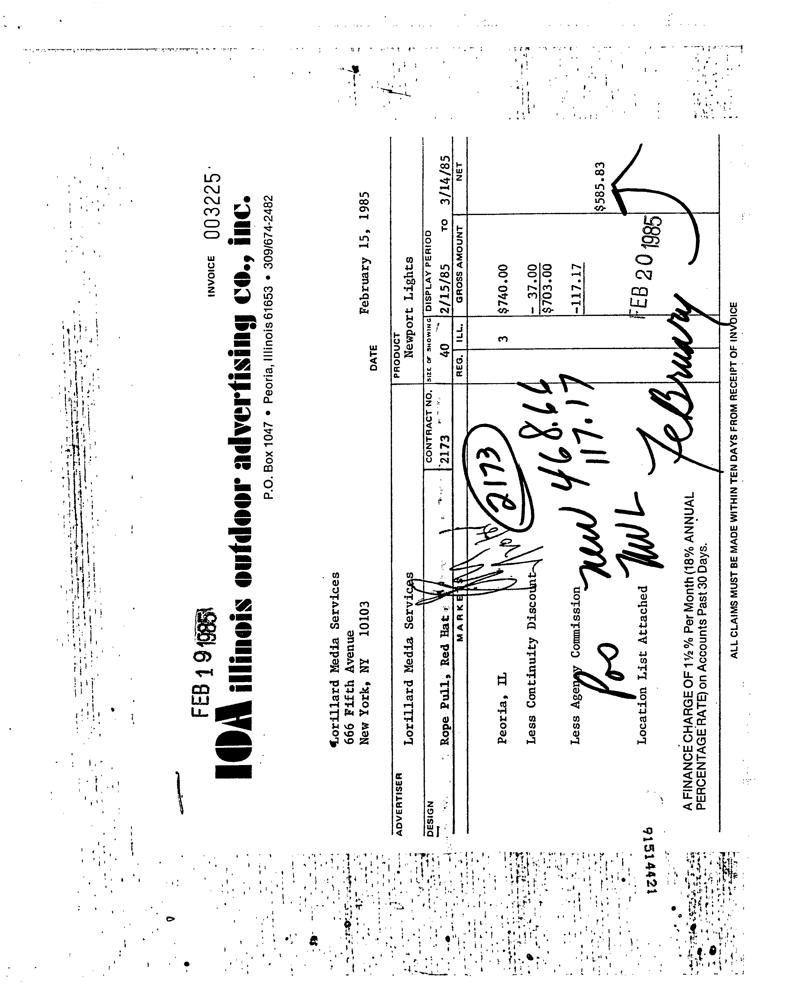 FEB 19 1985
INVOICE 003225
IOA illinois outdoor advertising co., inc.
P.O. Box 1047 • Peoria, Illinois 61653 • 309/674-2482
Lorillard Media Services
666 Fifth Avenue
New York, NY 10103
DATE February 15, 1985
ADVERTISER PRODUCT
Lorillard Media Services Newport Lights
DESIGN CONTRACT NO. SIZE OF SHOWING DISPLAY PERIOD
Rope Pull, Red Hat 2173 40 2/15/85 TO 3/14/85
MARKETS REG. ILL. GROSS AMOUNT NET
2173
Peoria, IL 3 $740.00
Less Continuity Discount - 37.00
$703.00
Less Agency Commission -117.17
$585.83
new 468.66
117.17
Pos NWL
Location List Attached
FEB 20 1985
February
A FINANCE CHARGE OF 1½% Per Month (18% ANNUAL
PERCENTAGE RATE) on Accounts Past 30 Days.
ALL CLAIMS MUST BE MADE WITHIN TEN DAYS FROM RECEIPT OF INVOICE
91514421